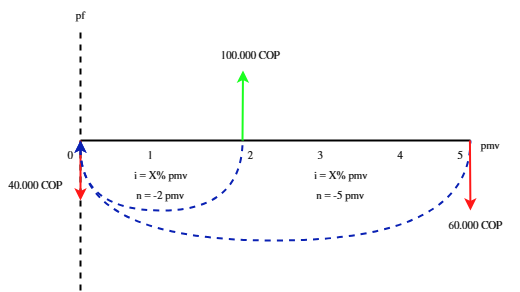 pf
100.000 COP
0 1 2 3 4 5 pmv
i = X% pmv i = X% pmv
40.000 COP
n = -2 pmv n = -5 pmv
60.000 COP